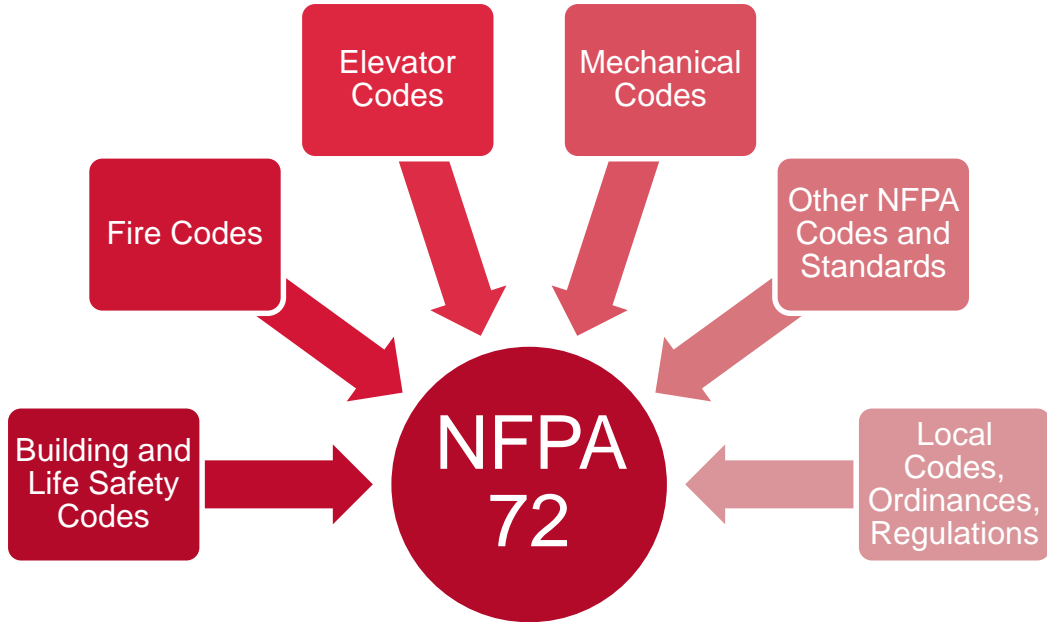 Elevator
Codes
Mechanical
Codes
Fire Codes
Other NFPA
Codes and
Standards
Building and
Life Safety
Codes
NFPA
72
Local
Codes,
Ordinances,
Regulations